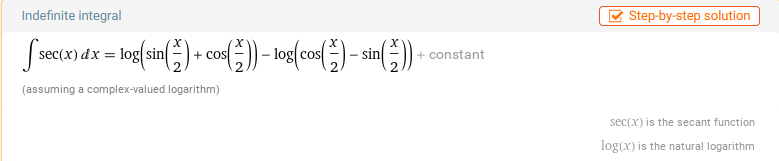 Indefinite integral
Step-by-step solution
∫ sec(x) dx = log(sin(x/2) + cos(x/2)) − log(cos(x/2) − sin(x/2)) + constant
(assuming a complex-valued logarithm)
sec(x) is the secant function
log(x) is the natural logarithm